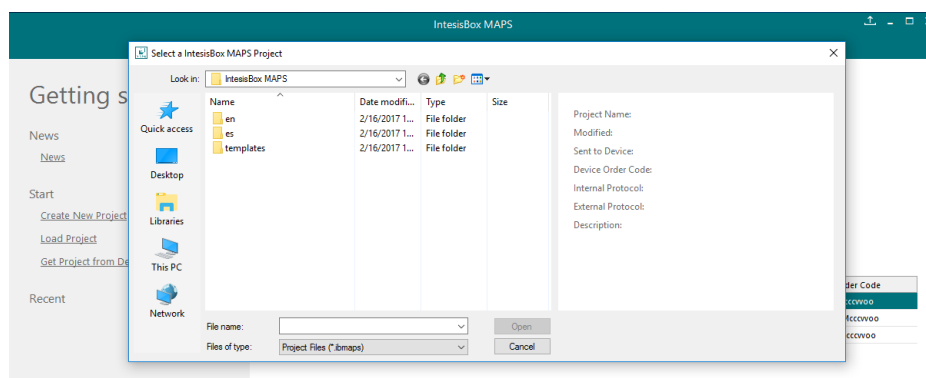 IntesisBox MAPS
Select a IntesisBox MAPS Project
Look in: IntesisBox MAPS
Getting s
News
News
Start
Create New Project
Load Project
Get Project from De
Recent
Quick access
Desktop
Libraries
This PC
Network
Name Date modifi... Type Size
en 2/16/2017 1... File folder
es 2/16/2017 1... File folder
templates 2/16/2017 1... File folder
Project Name:
Modified:
Sent to Device:
Device Order Code:
Internal Protocol:
External Protocol:
Description:
der Code
File name: Open
Files of type: Project Files (*.ibmaps) Cancel